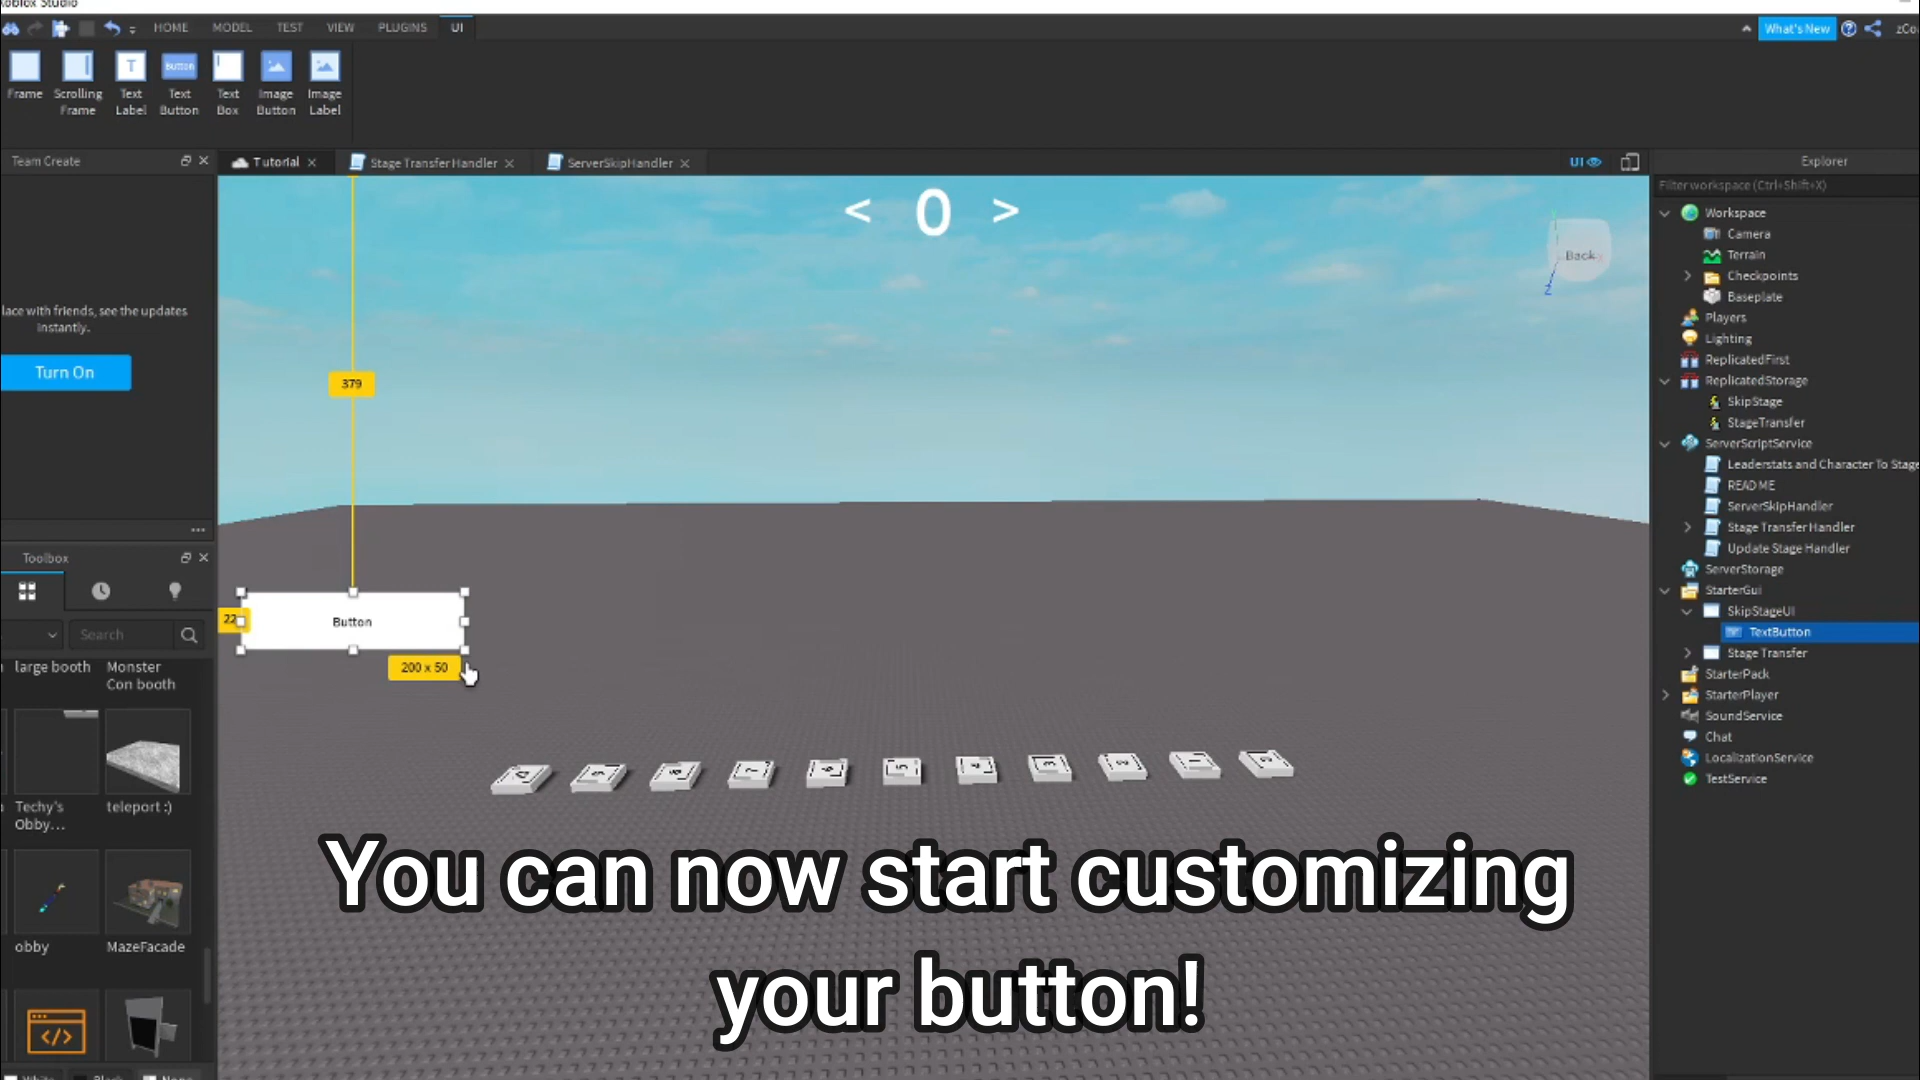 HOME MODEL TEST VIEW PLUGINS UI
What's New
Frame
Scrolling Frame
Text Label
Button
Text Button
Text Box
Image Button
Image Label
Team Create
Tutorial
Stage Transfer Handler
ServerSkipHandler
UI
Explorer
Filter workspace (Ctrl+Shift+X)
< 0 >
Back
Z
379
lace with friends, see the updates
instantly.
Turn On
Workspace
Camera
Terrain
Checkpoints
Baseplate
Players
Lighting
ReplicatedFirst
ReplicatedStorage
SkipStage
StageTransfer
ServerScriptService
Leaderstats and Character To Stage
READ ME
ServerSkipHandler
Stage Transfer Handler
Update Stage Handler
ServerStorage
StarterGui
SkipStageUI
TextButton
Stage Transfer
StarterPack
StarterPlayer
SoundService
Chat
LocalizationService
TestService
Toolbox
Search
22
Button
200 x 50
large booth
Monster
Con booth
Techy's
Obby...
teleport :)
obby
MazeFacade
You can now start customizing
your button!